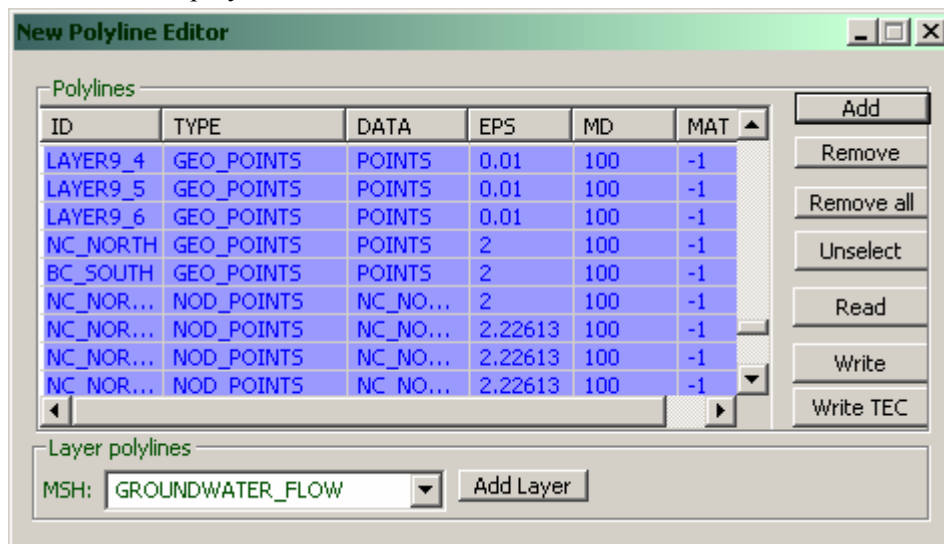 New Polyline Editor
Polylines
ID TYPE DATA EPS MD MAT
LAYER9_4 GEO_POINTS POINTS 0.01 100 -1
LAYER9_5 GEO_POINTS POINTS 0.01 100 -1
LAYER9_6 GEO_POINTS POINTS 0.01 100 -1
NC_NORTH GEO_POINTS POINTS 2 100 -1
BC_SOUTH GEO_POINTS POINTS 2 100 -1
NC_NOR... NOD_POINTS NC_NO... 2 100 -1
NC_NOR... NOD_POINTS NC_NO... 2.22613 100 -1
NC_NOR... NOD_POINTS NC_NO... 2.22613 100 -1
NC_NOR... NOD_POINTS NC_NO... 2.22613 100 -1
Add
Remove
Remove all
Unselect
Read
Write
Write TEC
Layer polylines
MSH: GROUNDWATER_FLOW Add Layer